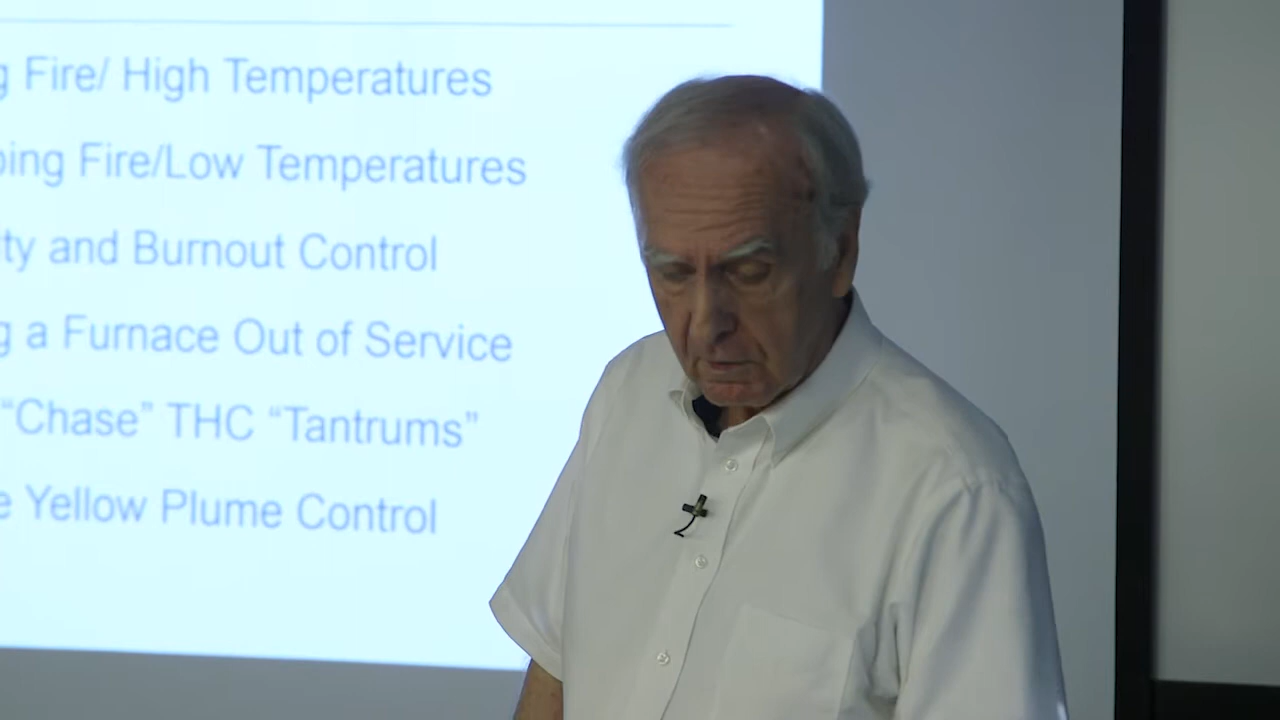 Fire/ High Temperatures
Fire/Low Temperatures
and Burnout Control
a Furnace Out of Service
“Chase” THC “Tantrums”
Yellow Plume Control